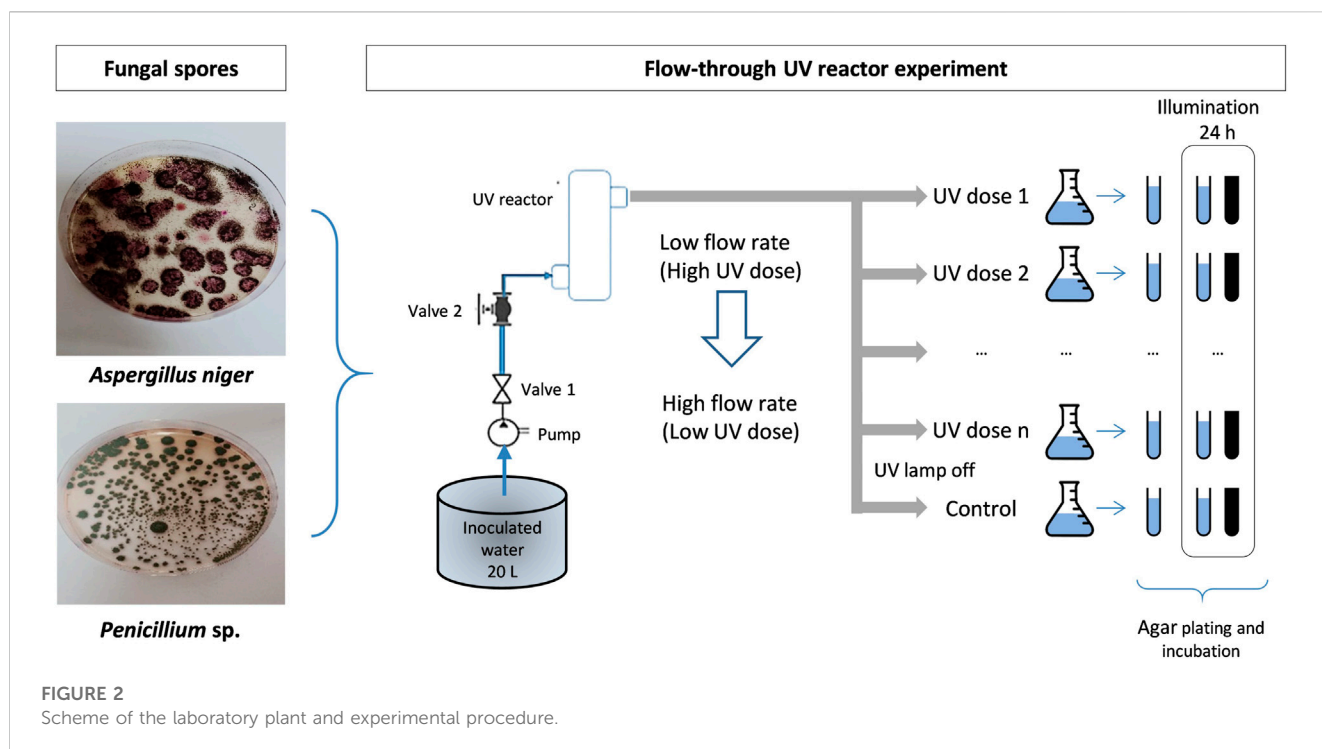 Fungal spores
Flow-through UV reactor experiment
Aspergillus niger
Penicillium sp.
UV reactor
Valve 2
Valve 1
Pump
Inoculated
water
20 L
Low flow rate
(High UV dose)
High flow rate
(Low UV dose)
Illumination
24 h
UV dose 1
UV dose 2
... ... ... ...
UV dose n
UV lamp off
Control
Agar plating and
incubation
FIGURE 2
Scheme of the laboratory plant and experimental procedure.